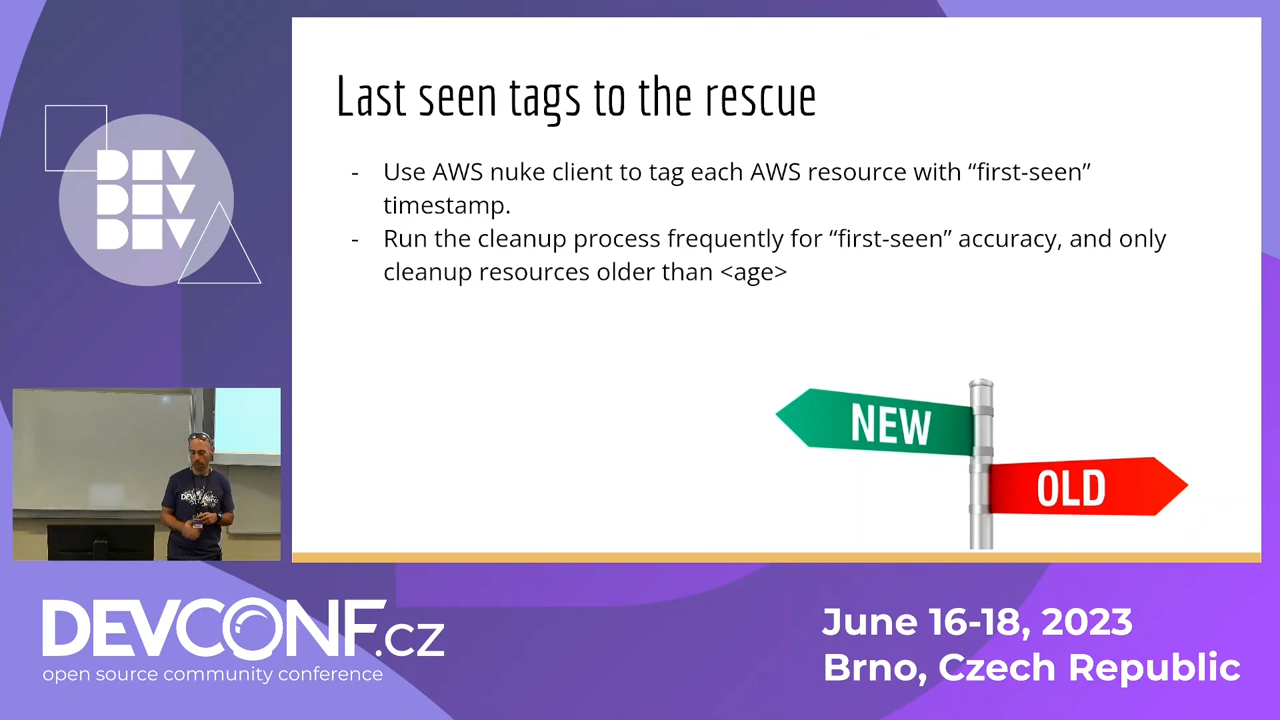 Last seen tags to the rescue
- Use AWS nuke client to tag each AWS resource with “first-seen”
timestamp.
- Run the cleanup process frequently for “first-seen” accuracy, and only
cleanup resources older than <age>
NEW
OLD
DEV
DEV
DEV
DEVCONF.cz
open source community conference
June 16-18, 2023
Brno, Czech Republic